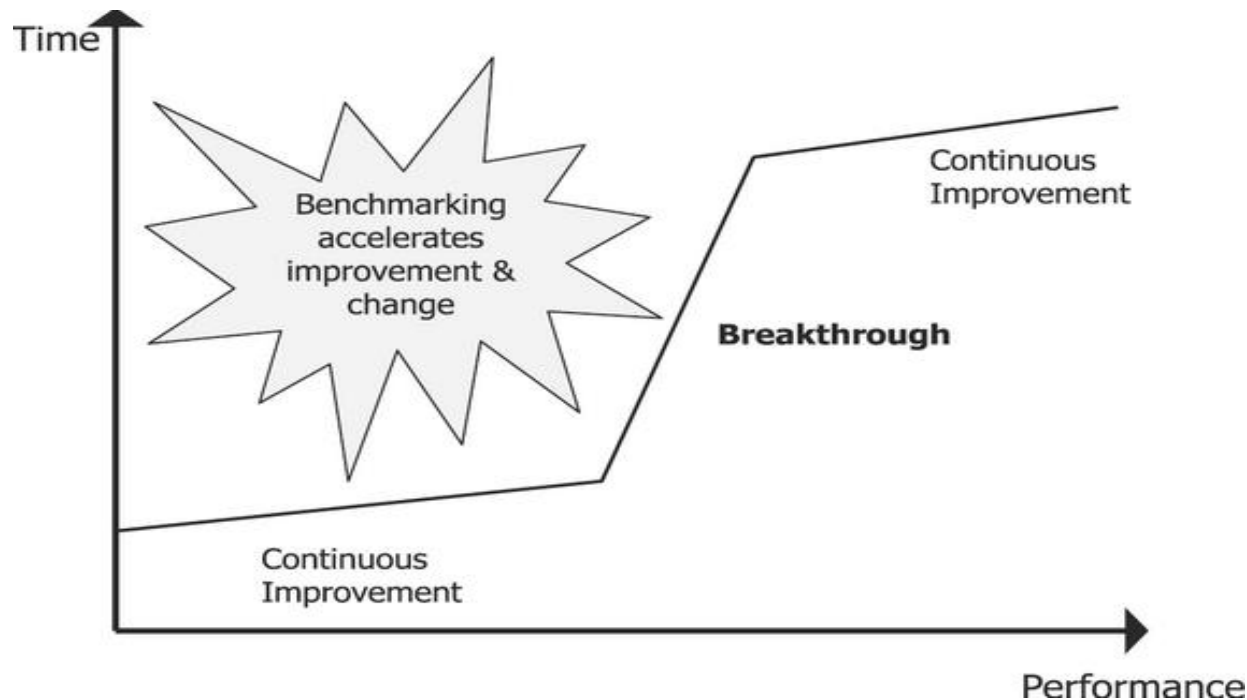 Time
Benchmarking
accelerates
improvement &
change
Continuous
Improvement
Breakthrough
Continuous
Improvement
Performance